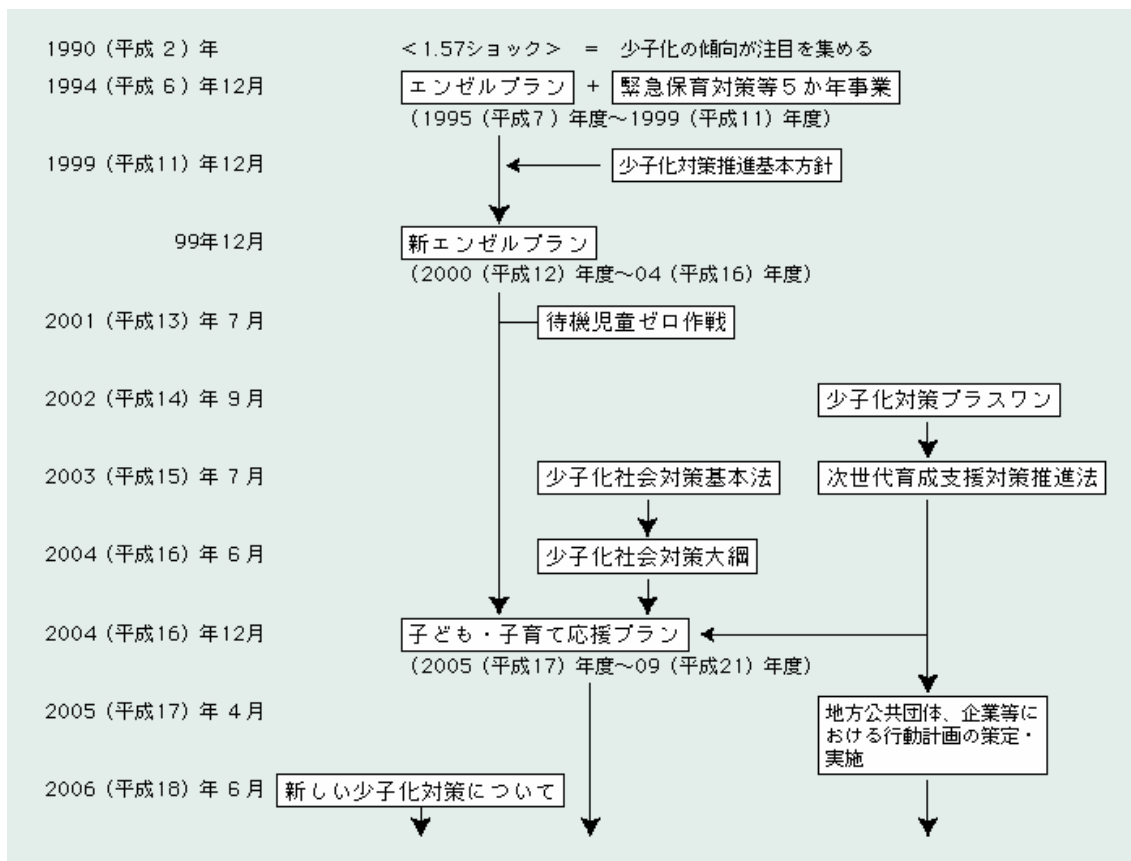 1990（平成 2）年 ＜1.57ショック＞ ＝ 少子化の傾向が注目を集める
1994（平成 6）年12月 エンゼルプラン ＋ 緊急保育対策等５か年事業
（1995（平成7）年度～1999（平成11）年度）
1999（平成11）年12月 少子化対策推進基本方針
99年12月 新エンゼルプラン
（2000（平成12）年度～04（平成16）年度）
2001（平成13）年 7 月 待機児童ゼロ作戦
2002（平成14）年 9 月 少子化対策プラスワン
2003（平成15）年 7 月 少子化社会対策基本法 次世代育成支援対策推進法
2004（平成16）年 6 月 少子化社会対策大綱
2004（平成16）年12月 子ども・子育て応援プラン
（2005（平成17）年度～09（平成21）年度）
2005（平成17）年 4 月 地方公共団体、企業等に
おける行動計画の策定・
実施
2006（平成18）年 6 月 新しい少子化対策について